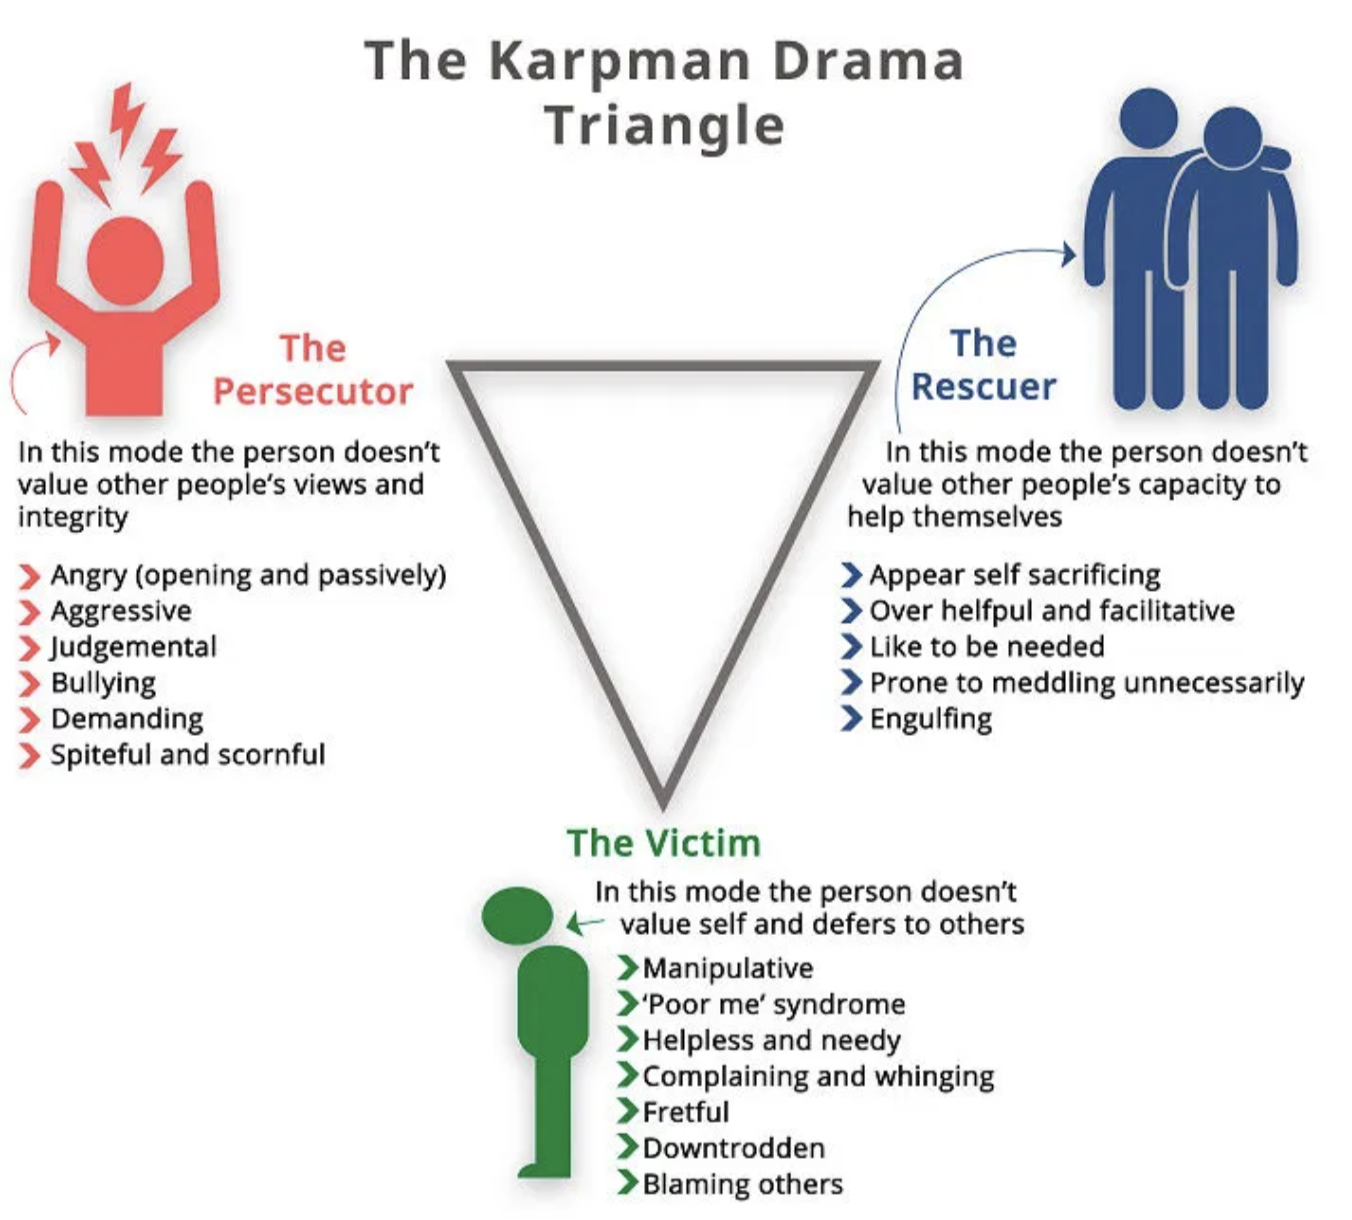 The Karpman Drama
Triangle
The
Persecutor
In this mode the person doesn’t
value other people’s views and
integrity
Angry (opening and passively)
Aggressive
Judgemental
Bullying
Demanding
Spiteful and scornful
The
Rescuer
In this mode the person doesn’t
value other people’s capacity to
help themselves
Appear self sacrificing
Over helfpul and facilitative
Like to be needed
Prone to meddling unnecessarily
Engulfing
The Victim
In this mode the person doesn’t
value self and defers to others
Manipulative
‘Poor me‘ syndrome
Helpless and needy
Complaining and whinging
Fretful
Downtrodden
Blaming others